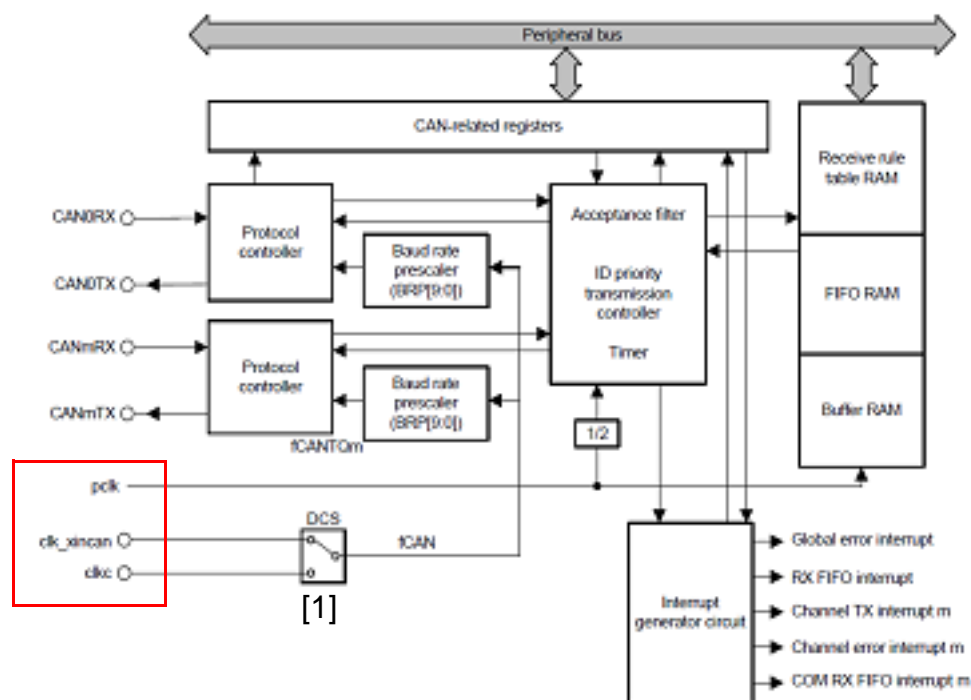 Peripheral bus
CAN-related registers
Receive rule
table RAM
CAN0RX
Protocol
controller
Acceptance filter
Baud rate
prescaler
(BRP[9:0])
CAN0TX
ID priority
transmission
controller
FIFO RAM
CANmRX
Protocol
controller
Timer
Baud rate
prescaler
(BRP[9:0])
CANmTX
Buffer RAM
1/2
fCANTQm
pclk
DCS
clk_xincan
fCAN
clkc
[1]
Interrupt
generator circuit
Global error interrupt
RX FIFO interrupt
Channel TX interrupt m
Channel error interrupt m
COM RX FIFO interrupt m